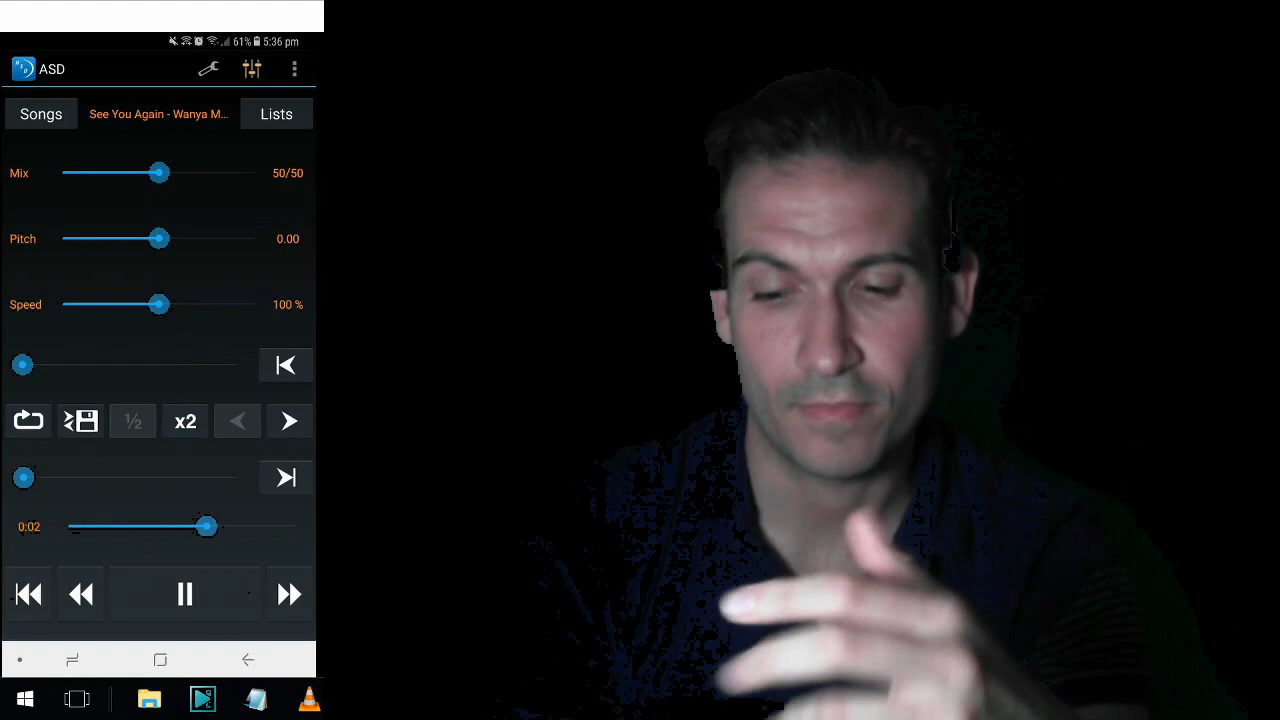 61% 5:36 pm
ASD
Songs See You Again - Wanya M... Lists
Mix 50/50
Pitch 0.00
Speed 100 %
½ x2
0:02